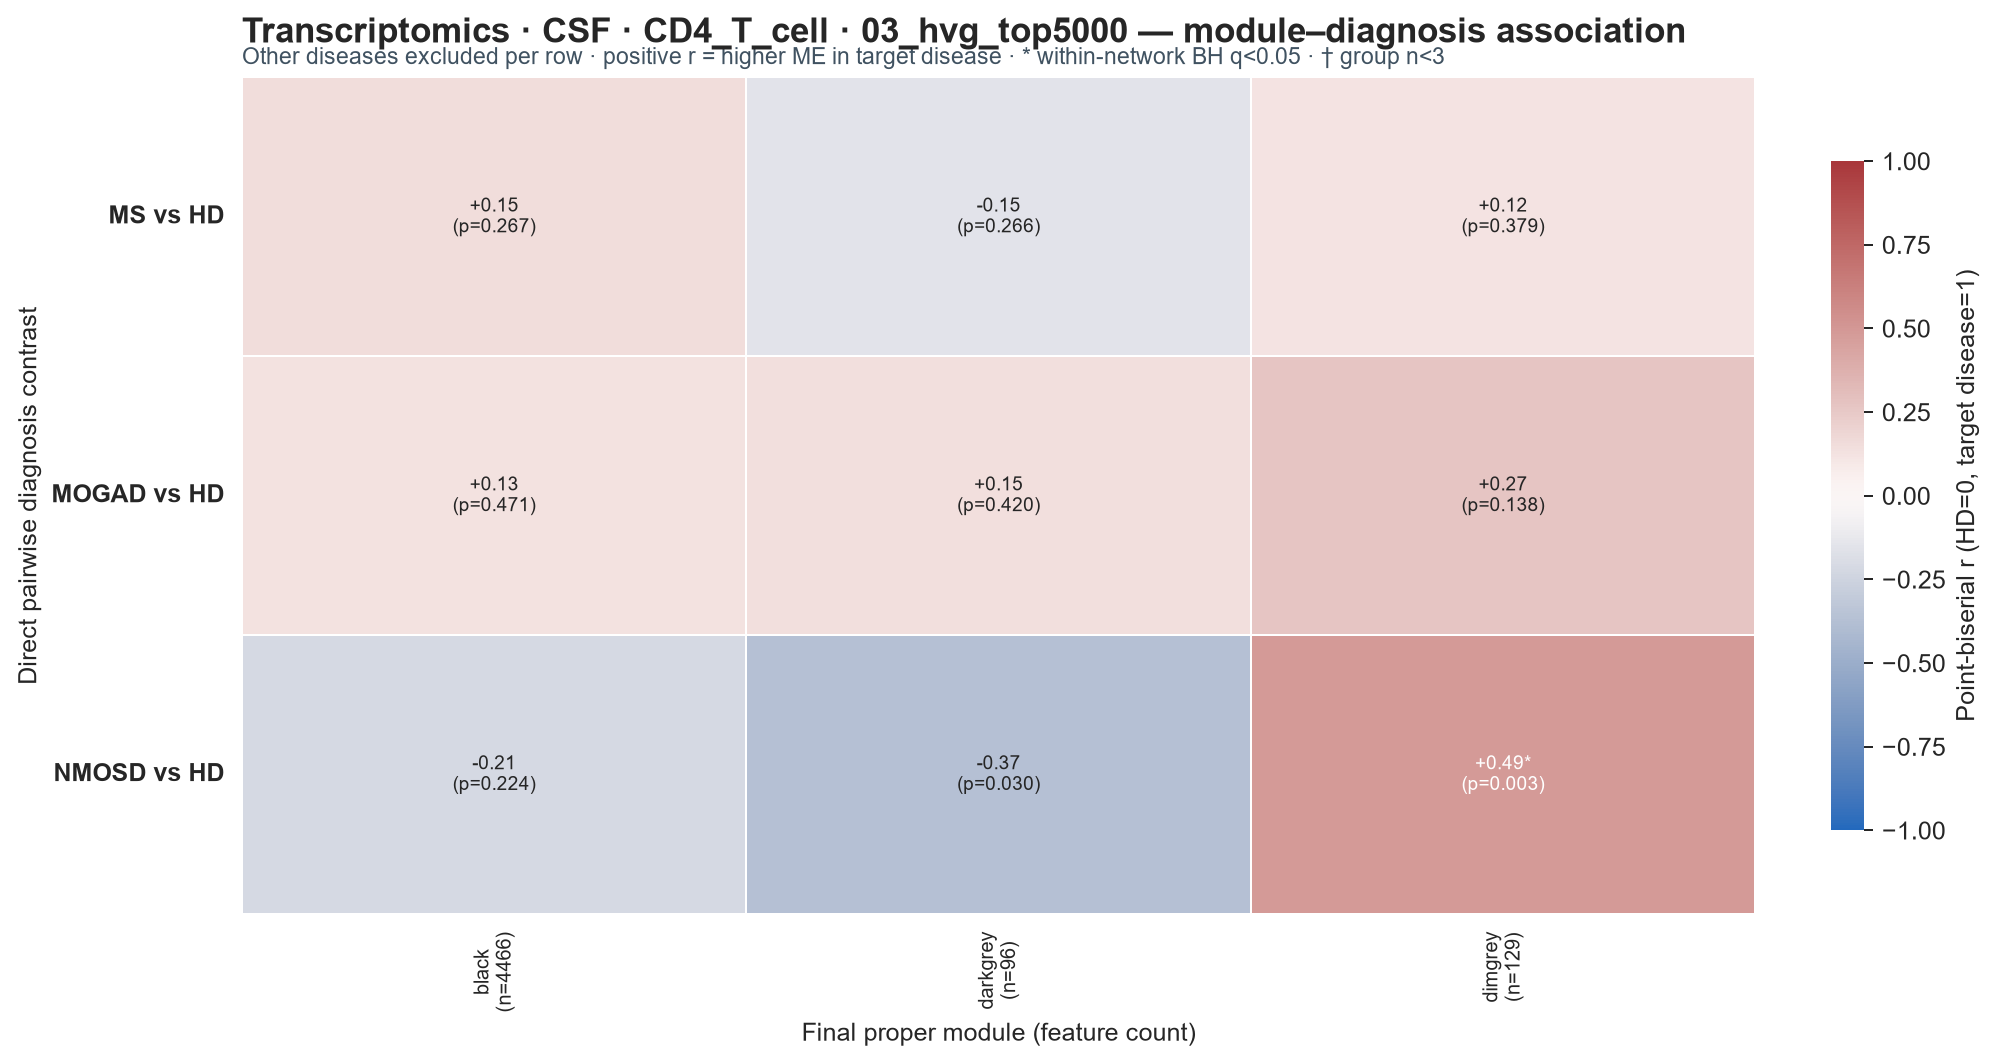 Transcriptomics · CSF · CD4_T_cell · 03_hvg_top5000 — module–diagnosis association
Other diseases excluded per row · positive r = higher ME in target disease · * within-network BH q<0.05 · † group n<3
Direct pairwise diagnosis contrast
MS vs HD
+0.15
(p=0.267)
-0.15
(p=0.266)
+0.12
(p=0.379)
MOGAD vs HD
+0.13
(p=0.471)
+0.15
(p=0.420)
+0.27
(p=0.138)
NMOSD vs HD
-0.21
(p=0.224)
-0.37
(p=0.030)
+0.49*
(p=0.003)
black
(n=4466)
darkgrey
(n=96)
dimgrey
(n=129)
Final proper module (feature count)
1.00
0.75
0.50
0.25
0.00
−0.25
−0.50
−0.75
−1.00
Point-biserial r (HD=0, target disease=1)